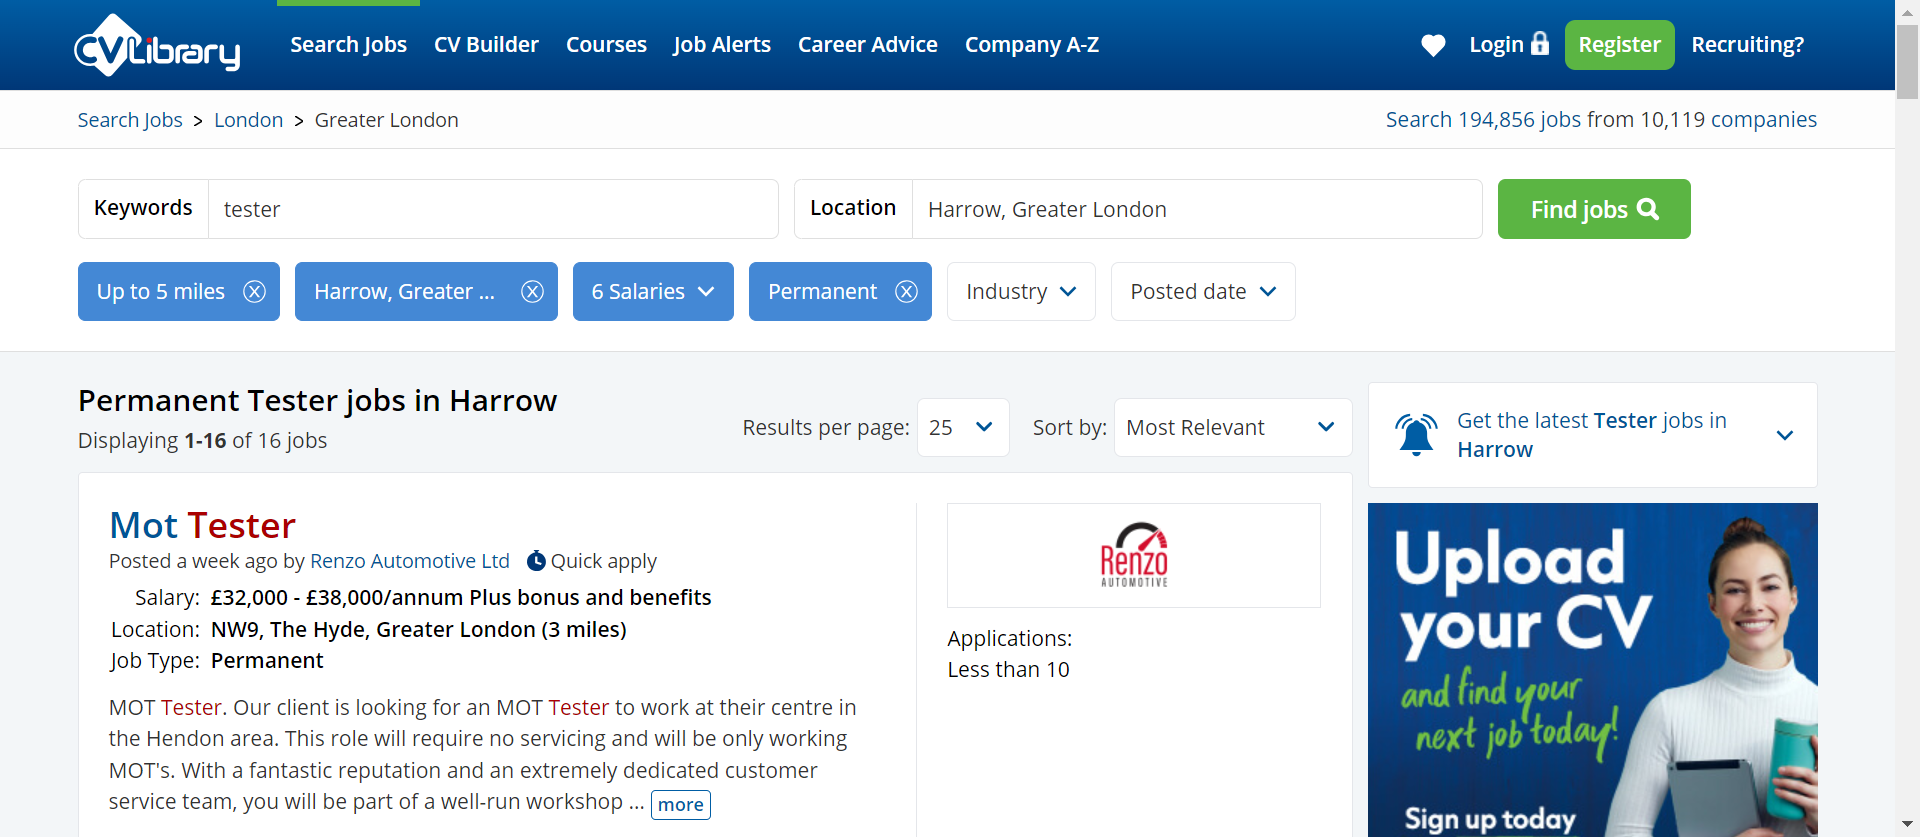 CVLibrary
Search Jobs CV Builder Courses Job Alerts Career Advice Company A-Z
Login Register Recruiting?
Search Jobs > London > Greater London
Search 194,856 jobs from 10,119 companies
Keywords tester
Location Harrow, Greater London
Find jobs
Up to 5 miles Harrow, Greater ... 6 Salaries Permanent Industry Posted date
Permanent Tester jobs in Harrow
Displaying 1-16 of 16 jobs
Results per page: 25 Sort by: Most Relevant
Get the latest Tester jobs in
Harrow
Mot Tester
Posted a week ago by Renzo Automotive Ltd Quick apply
Salary: £32,000 - £38,000/annum Plus bonus and benefits
Location: NW9, The Hyde, Greater London (3 miles)
Job Type: Permanent
MOT Tester. Our client is looking for an MOT Tester to work at their centre in
the Hendon area. This role will require no servicing and will be only working
MOT's. With a fantastic reputation and an extremely dedicated customer
service team, you will be part of a well-run workshop ... more
Renzo
AUTOMOTIVE
Applications:
Less than 10
Upload
your CV
and find your
next job today!
Sign up today